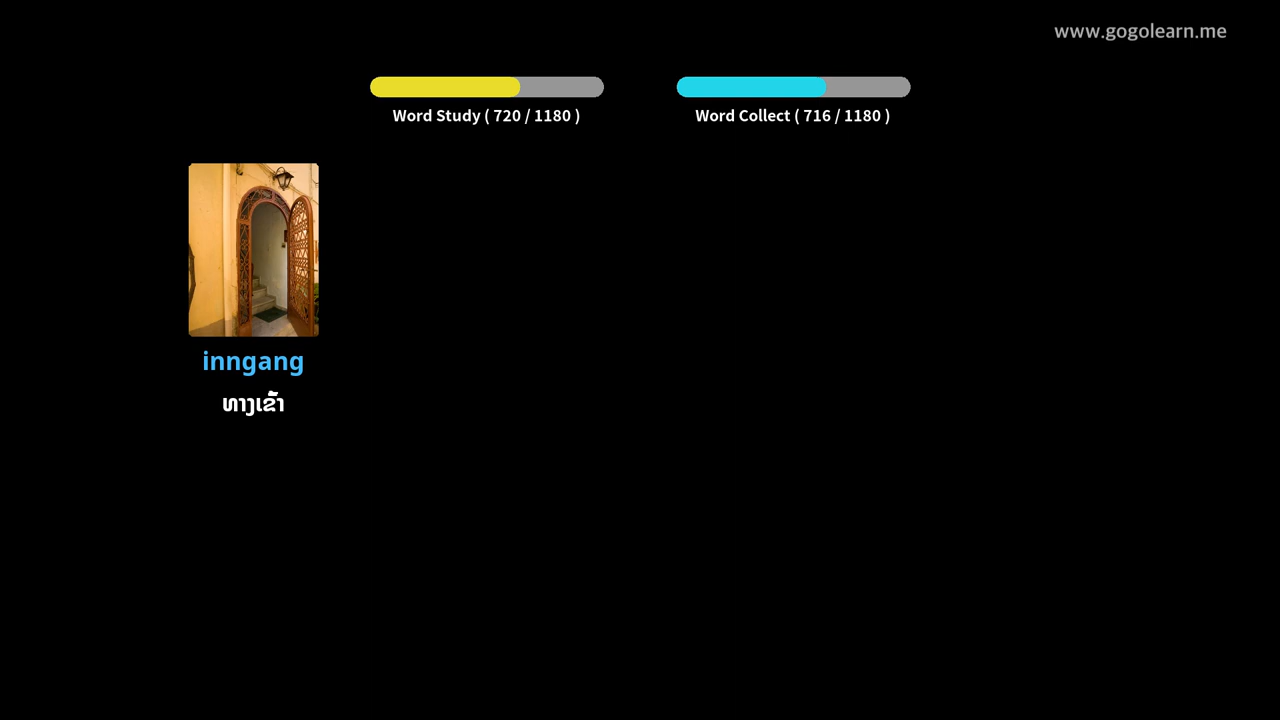 www.gogolearn.me
Word Study ( 720 / 1180 )
Word Collect ( 716 / 1180 )
inngang
ທາງເຂົ້າ